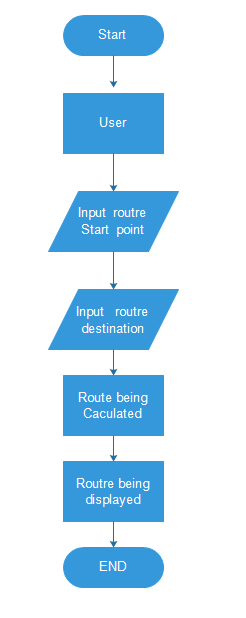 Start
User
Input routre
Start point
Input routre
destination
Route being
Caculated
Routre being
displayed
END